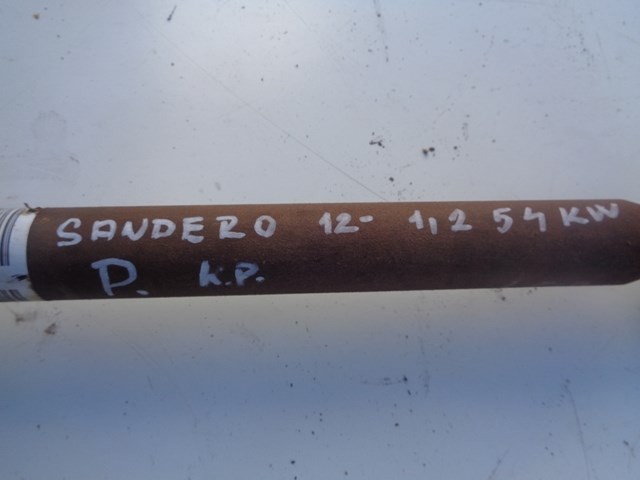 SANDERO 12- 1,2 54 KW
D. K.P.